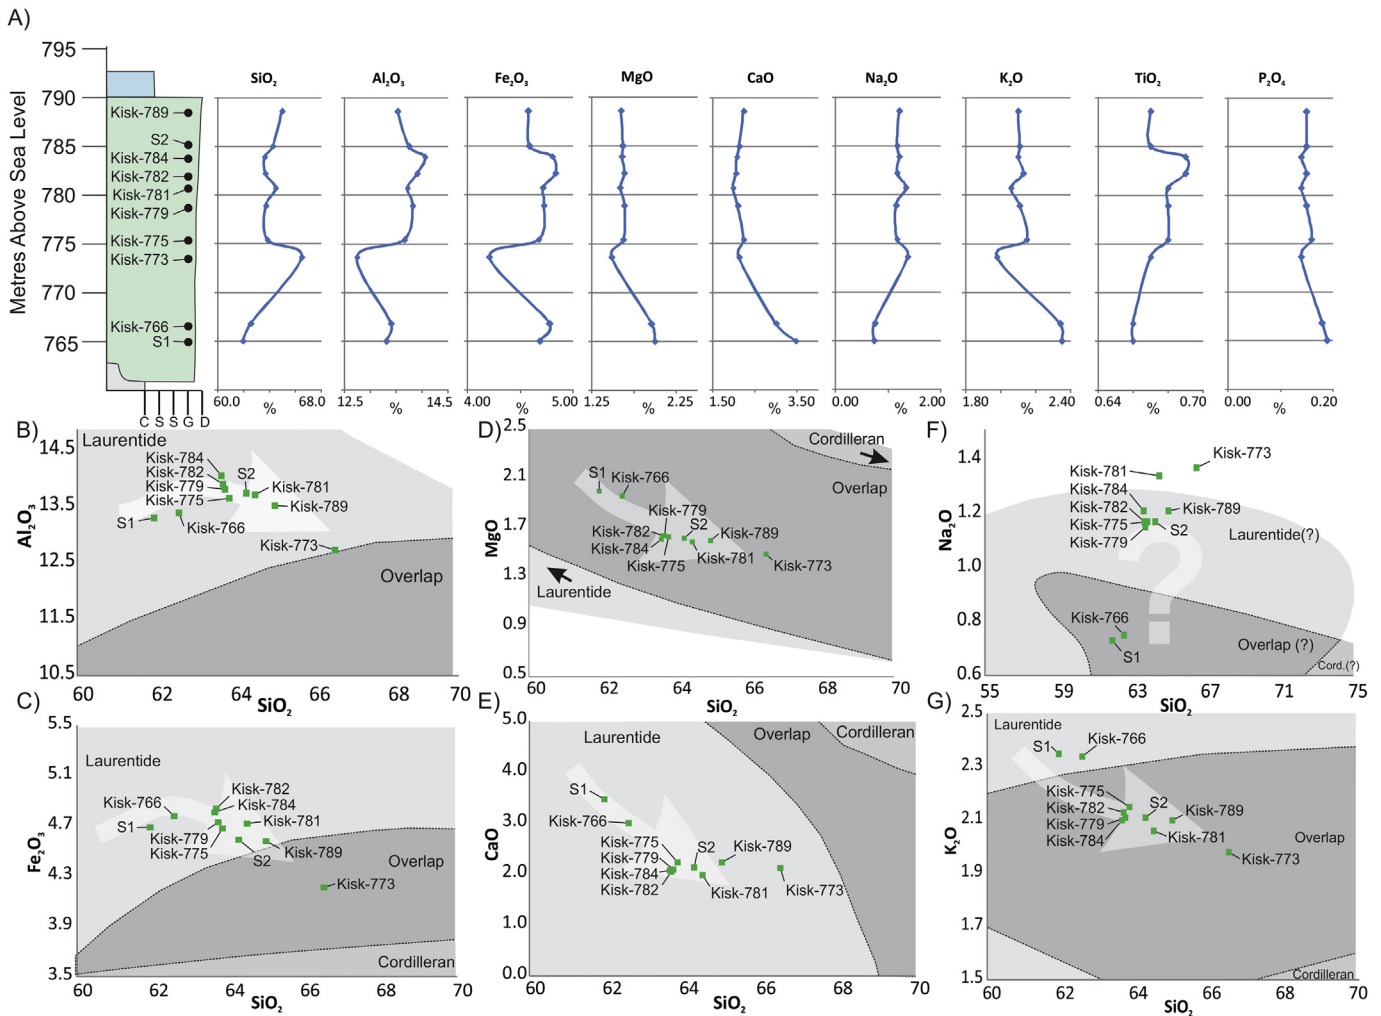 A)
795
790
785
780
775
770
765
Metres Above Sea Level
Kisk-789
S2
Kisk-784
Kisk-782
Kisk-781
Kisk-779
Kisk-775
Kisk-773
Kisk-766
S1
C S S G D
SiO₂ Al₂O₃ Fe₂O₃ MgO CaO Na₂O K₂O TiO₂ P₂O₄
60.0 % 68.0 12.5 % 14.5 4.00 % 5.00 1.25 % 2.25 1.50 % 3.50 0.00 % 2.00 1.80 % 2.40 0.64 % 0.70 0.00 % 0.20
B)
14.5
13.5
12.5
11.5
10.5
Al₂O₃
Laurentide
Kisk-784
Kisk-782
Kisk-779
Kisk-775
S2
Kisk-781
Kisk-789
S1
Kisk-766
Kisk-773
Overlap
60 62 64 66 68 70
SiO₂
D)
2.5
2.1
1.7
1.3
0.9
0.5
MgO
Cordilleran
Overlap
S1
Kisk-766
Kisk-779
S2
Kisk-782
Kisk-789
Kisk-784
Kisk-775
Kisk-781
Kisk-773
Laurentide
60 62 64 66 68 70
SiO₂
F)
1.4
1.2
1.0
0.8
0.6
Na₂O
Kisk-773
Kisk-781
Kisk-784
Kisk-782
Kisk-775
Kisk-779
Kisk-789
S2
Laurentide(?)
?
Kisk-766
S1
Overlap (?)
Cord.(?)
55 59 63 67 71 75
SiO₂
C)
5.5
5.1
4.7
4.3
3.9
3.5
Fe₂O₃
Laurentide
Kisk-782
Kisk-766
Kisk-784
S1
Kisk-781
Kisk-779
Kisk-775
S2
Kisk-789
Overlap
Kisk-773
Cordilleran
60 62 64 66 68 70
SiO₂
E)
5.0
4.0
3.0
2.0
1.0
0.0
CaO
Laurentide
Overlap
Cordilleran
S1
Kisk-766
Kisk-775
Kisk-779
Kisk-784
Kisk-782
S2
Kisk-789
Kisk-781
Kisk-773
60 62 64 66 68 70
SiO₂
G)
2.5
2.3
2.1
1.9
1.7
1.5
K₂O
Laurentide
S1
Kisk-766
Kisk-775
Kisk-782
Kisk-779
Kisk-784
S2
Kisk-789
Kisk-781
Kisk-773
Overlap
Cordilleran
60 62 64 66 68 70
SiO₂